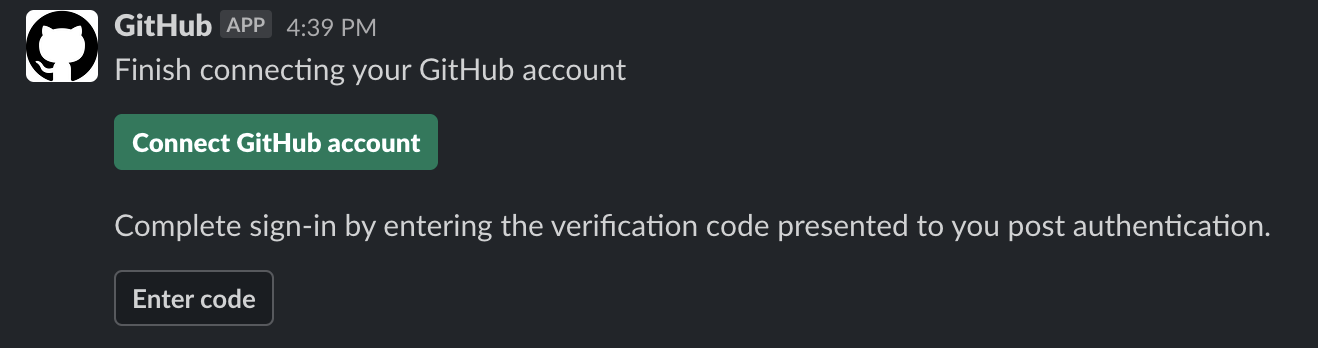 GitHub APP 4:39 PM
Finish connecting your GitHub account
Connect GitHub account
Complete sign-in by entering the verification code presented to you post authentication.
Enter code